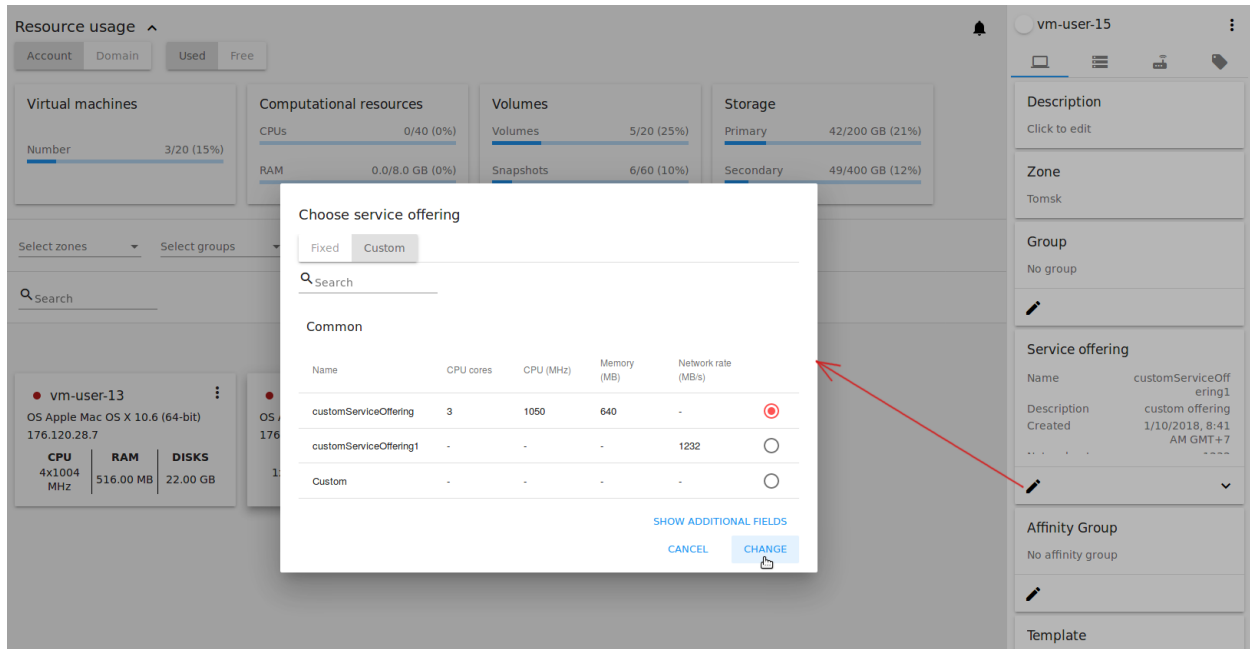 Resource usage
Account Domain Used Free
Virtual machines
Number 3/20 (15%)
Computational resources
CPUs 0/40 (0%)
RAM 0.0/8.0 GB (0%)
Volumes
Volumes 5/20 (25%)
Snapshots 6/60 (10%)
Storage
Primary 42/200 GB (21%)
Secondary 49/400 GB (12%)
Select zones Select groups
Search
vm-user-13
OS Apple Mac OS X 10.6 (64-bit)
176.120.28.7
CPU RAM DISKS
4x1004 MHz 516.00 MB 22.00 GB
OS
176
1
Choose service offering
Fixed Custom
Search
Common
Name CPU cores CPU (MHz) Memory (MB) Network rate (MB/s)
customServiceOffering 3 1050 640 -
customServiceOffering1 - - - 1232
Custom - - - -
SHOW ADDITIONAL FIELDS
CANCEL CHANGE
vm-user-15
Description
Click to edit
Zone
Tomsk
Group
No group
Service offering
Name customServiceOff
ering1
Description custom offering
Created 1/10/2018, 8:41
AM GMT+7
Affinity Group
No affinity group
Template